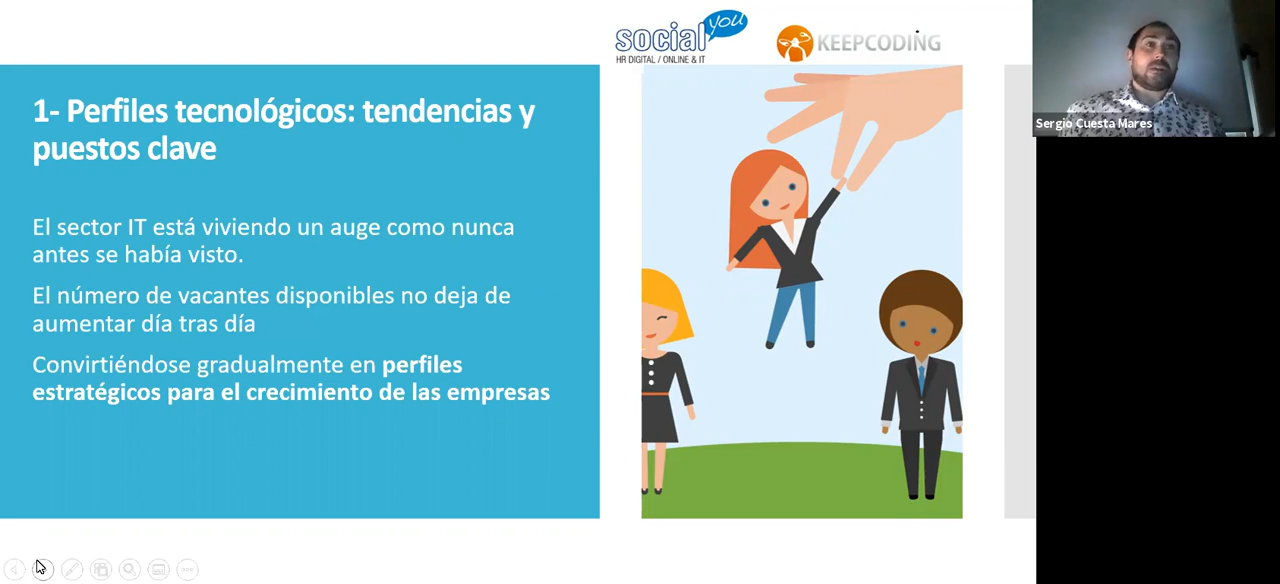 social you
HR DIGITAL / ONLINE & IT
KEEPCODING
Sergio Cuesta Mares
1- Perfiles tecnológicos: tendencias y
puestos clave
El sector IT está viviendo un auge como nunca
antes se había visto.
El número de vacantes disponibles no deja de
aumentar día tras día
Convirtiéndose gradualmente en perfiles
estratégicos para el crecimiento de las empresas